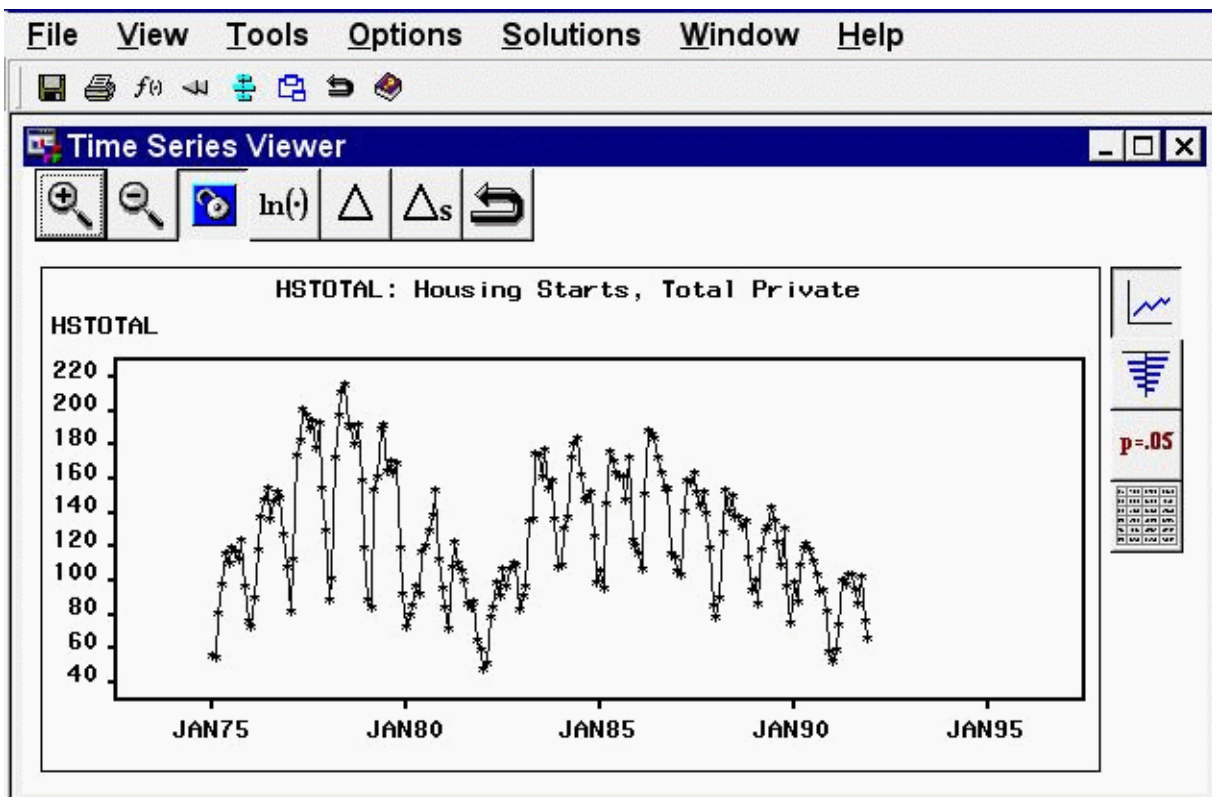 File View Tools Options Solutions Window Help
f(·)
Time Series Viewer
ln(·) Δ Δs
HSTOTAL: Housing Starts, Total Private
HSTOTAL
220
200
180
160
140
120
100
80
60
40
JAN75 JAN80 JAN85 JAN90 JAN95
p=.05